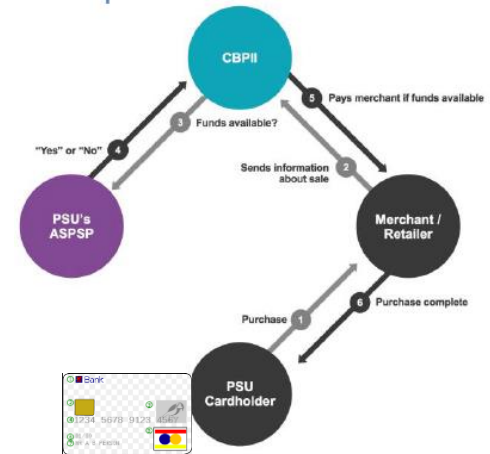 CBPII
5
Pays merchant if funds available
3
Funds available?
"Yes" or "No"
4
Sends information
about sale
2
PSU's
ASPSP
Merchant /
Retailer
6
Purchase complete
Purchase
1
PSU
Cardholder
Bank
1234 5678 9123 4567